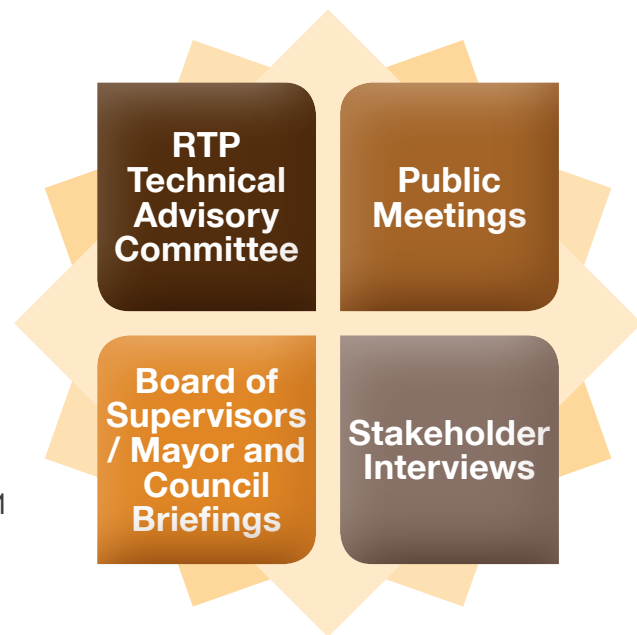 RTP
Technical
Advisory
Committee
Public
Meetings
Board of
Supervisors
/ Mayor and
Council
Briefings
Stakeholder
Interviews